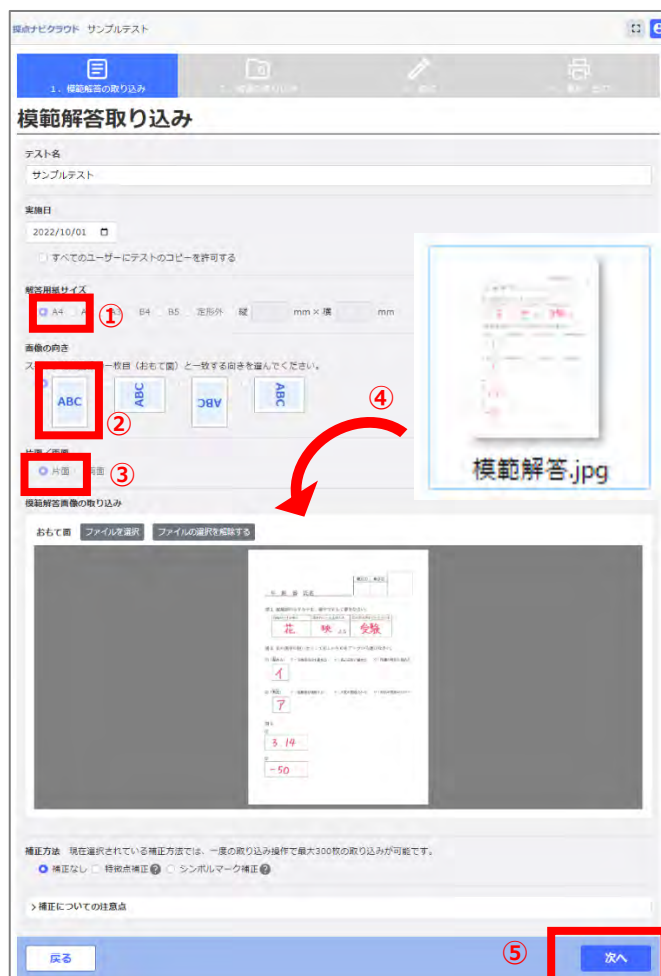 採点ナビクラウド サンプルテスト
1. 模範解答の取り込み
模範解答取り込み
テスト名
サンプルテスト
実施日
2022/10/01
すべてのユーザーにテストのコピーを許可する
解答用紙サイズ
A4 A3 B4 B5 定形外 縦 mm × 横 mm
①
画像の向き
一枚目（おもて面）と一致する向きを選んでください。
ABC ABC ABC ABC
②
④
模範解答.jpg
片面／両面
片面 両面
③
模範解答画像の取り込み
おもて面 ファイルを選択 ファイルの選択を解除する
花 映 受験
イ
ア
3.14
-50
補正方法 現在選択されている補正方法では、一度の取り込み操作で最大300枚の取り込みが可能です。
補正なし 特徴点補正 ? シンボルマーク補正 ?
> 補正についての注意点
戻る ⑤ 次へ